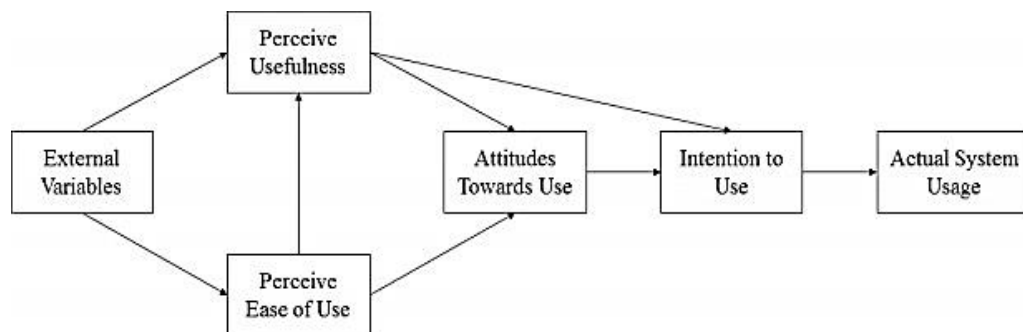 Perceive
Usefulness
External
Variables
Attitudes
Towards Use
Intention to
Use
Actual System
Usage
Perceive
Ease of Use